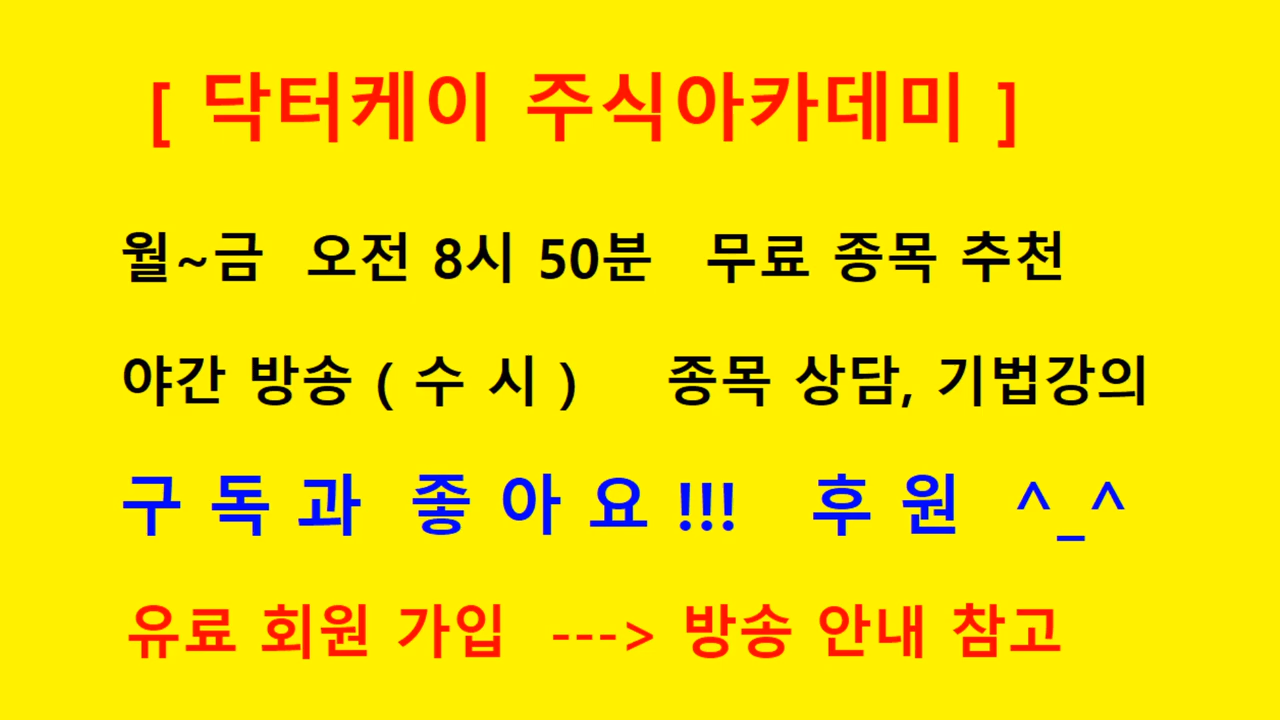 [ 닥터케이 주식아카데미 ]
월~금 오전 8시 50분 무료 종목 추천
야간 방송 ( 수 시 ) 종목 상담, 기법강의
구 독 과 좋 아 요 !!! 후 원 ^_^
유료 회원 가입 ---> 방송 안내 참고